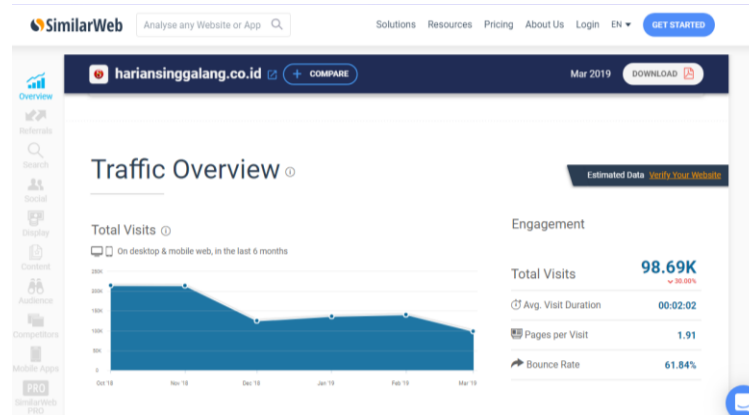 SimilarWeb
Analyse any Website or App
Solutions Resources Pricing About Us Login EN GET STARTED
hariansinggalang.co.id + COMPARE Mar 2019 DOWNLOAD
Overview
Referrals
Search
Social
Display
Content
Audience
Competitors
Mobile Apps
PRO
SimilarWeb
PRO
Traffic Overview
Estimated Data Verify Your Website
Total Visits
On desktop & mobile web, in the last 6 months
250K
200K
150K
100K
50K
0
Oct '18 Nov '18 Dec '18 Jan '19 Feb '19 Mar '19
Engagement
Total Visits 98.69K
30.00%
Avg. Visit Duration 00:02:02
Pages per Visit 1.91
Bounce Rate 61.84%